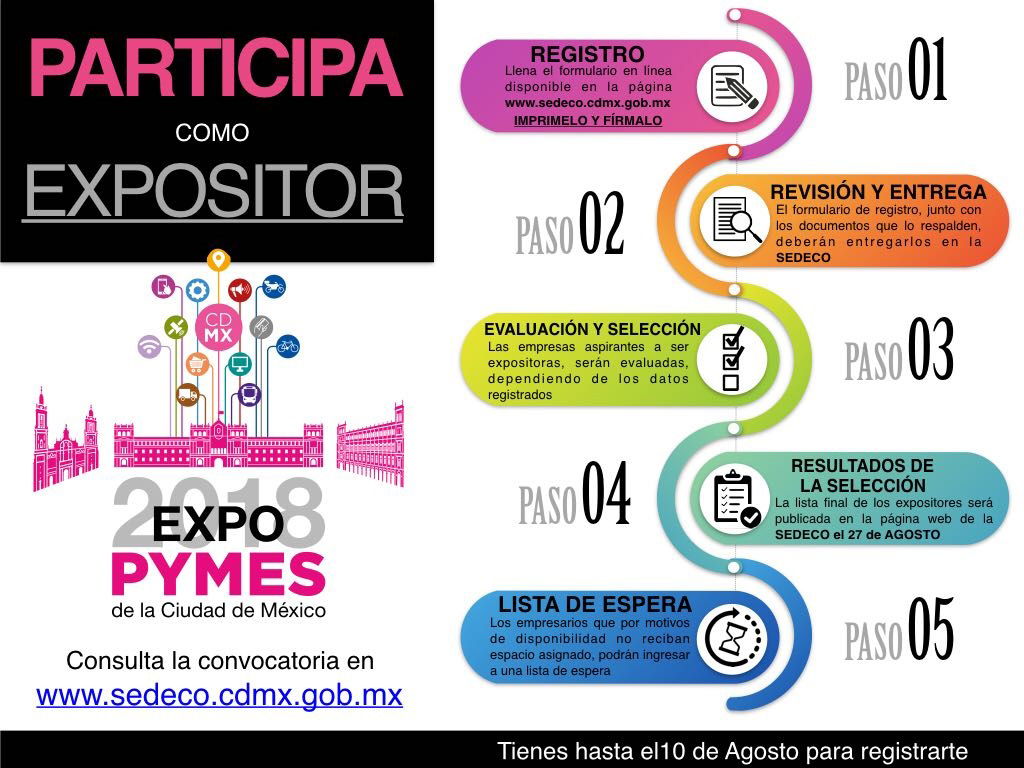 PARTICIPA
COMO
EXPOSITOR
CD
MX
2018
EXPO
PYMES
de la Ciudad de México
Consulta la convocatoria en
www.sedeco.cdmx.gob.mx
REGISTRO
Llena el formulario en línea
disponible en la página
www.sedeco.cdmx.gob.mx
IMPRIMELO Y FÍRMALO
PASO 01
PASO 02
REVISIÓN Y ENTREGA
El formulario de registro, junto con
los documentos que lo respalden,
deberán entregarlos en la
SEDECO
EVALUACIÓN Y SELECCIÓN
Las empresas aspirantes a ser
expositoras, serán evaluadas,
dependiendo de los datos
registrados
PASO 03
PASO 04
RESULTADOS DE
LA SELECCIÓN
La lista final de los expositores será
publicada en la página web de la
SEDECO el 27 de AGOSTO
LISTA DE ESPERA
Los empresarios que por motivos
de disponibilidad no reciban
espacio asignado, podrán ingresar
a una lista de espera
PASO 05
Tienes hasta el10 de Agosto para registrarte